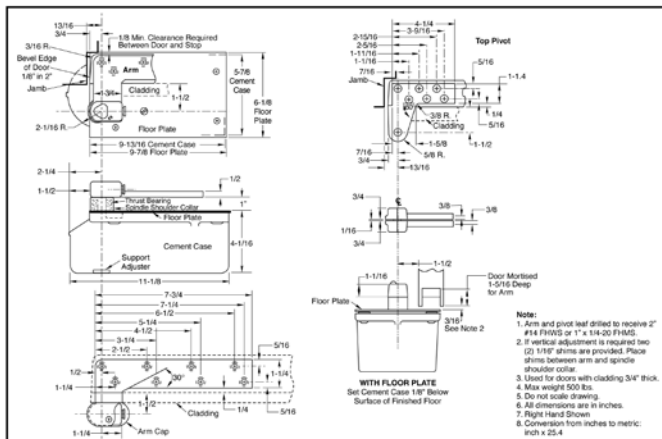 13/16
3/4
3/16 R.
1/8 Min. Clearance Required
Between Door and Stop
Bevel Edge
of Door
1/8" in 2"
Jamb
Arm
Cladding
1-3/4
1-1/2
5-7/8
Cement
Case
6-1/8
Floor
Plate
2-1/16 R.
Floor Plate
9-13/16 Cement Case
9-7/8 Floor Plate
4-1/4
3-9/16
2-15/16
2-5/16
1-11/16
1-1/16
7/16
Top Pivot
Jamb
5/16
1-1.4
1/4
5/16
3/8 R.
Cladding
1-1/2
1-5/8
5/8 R.
7/16
3/4
13/16
2-1/4
1-1/2
1/2
1"
Thrust Bearing
Spindle Shoulder Collar
Floor Plate
Cement Case
4-1/16
Support
Adjuster
11-1/8
3/4
1/16
3/4
3/8
3/8
1-1/2
1-1/16
Door Mortised
1-5/16 Deep
for Arm
Floor Plate
3/16
See Note 2
WITH FLOOR PLATE
Set Cement Case 1/8" Below
Surface of Finished Floor
7-3/4
7-1/4
6-1/2
5-1/4
4-1/2
3-1/4
2-1/2
5/16
1/2
1-1/4
30°
1-1/4
1/4
5/16
1-1/2
Cladding
Arm Cap
1-1/4
Note:
1. Arm and pivot leaf drilled to receive 2"
#14 FHWS or 1" x 1/4-20 FHMS.
2. If vertical adjustment is required two
(2) 1/16" shims are provided. Place
shims between arm and spindle
shoulder collar.
3. Used for doors with cladding 3/4" thick.
4. Max weight 500 lbs.
5. Do not scale drawing.
6. All dimensions are in inches.
7. Right Hand Shown
8. Conversion from inches to metric:
inch x 25.4